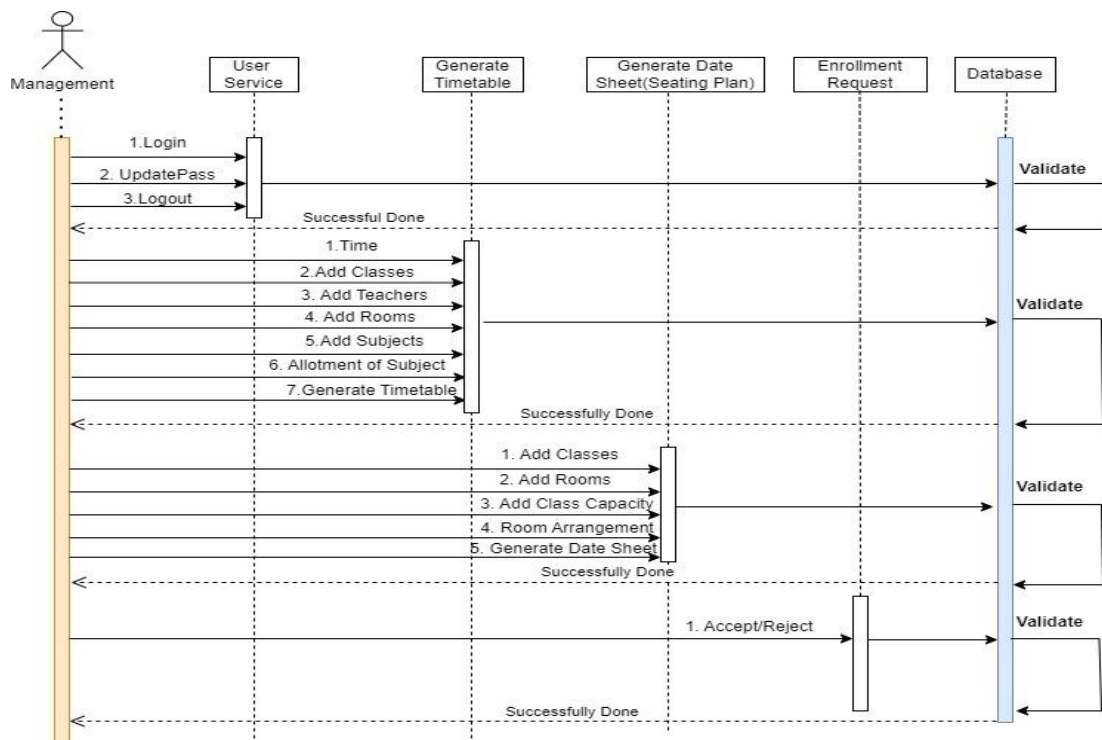 Management
User
Service
Generate
Timetable
Generate Date
Sheet(Seating Plan)
Enrollment
Request
Database
1.Login
2. UpdatePass
3.Logout
Validate
Successful Done
1.Time
2.Add Classes
3. Add Teachers
4. Add Rooms
5.Add Subjects
6. Allotment of Subject
7.Generate Timetable
Validate
Successfully Done
1. Add Classes
2. Add Rooms
3. Add Class Capacity
4. Room Arrangement
5. Generate Date Sheet
Validate
Successfully Done
1. Accept/Reject
Validate
Successfully Done